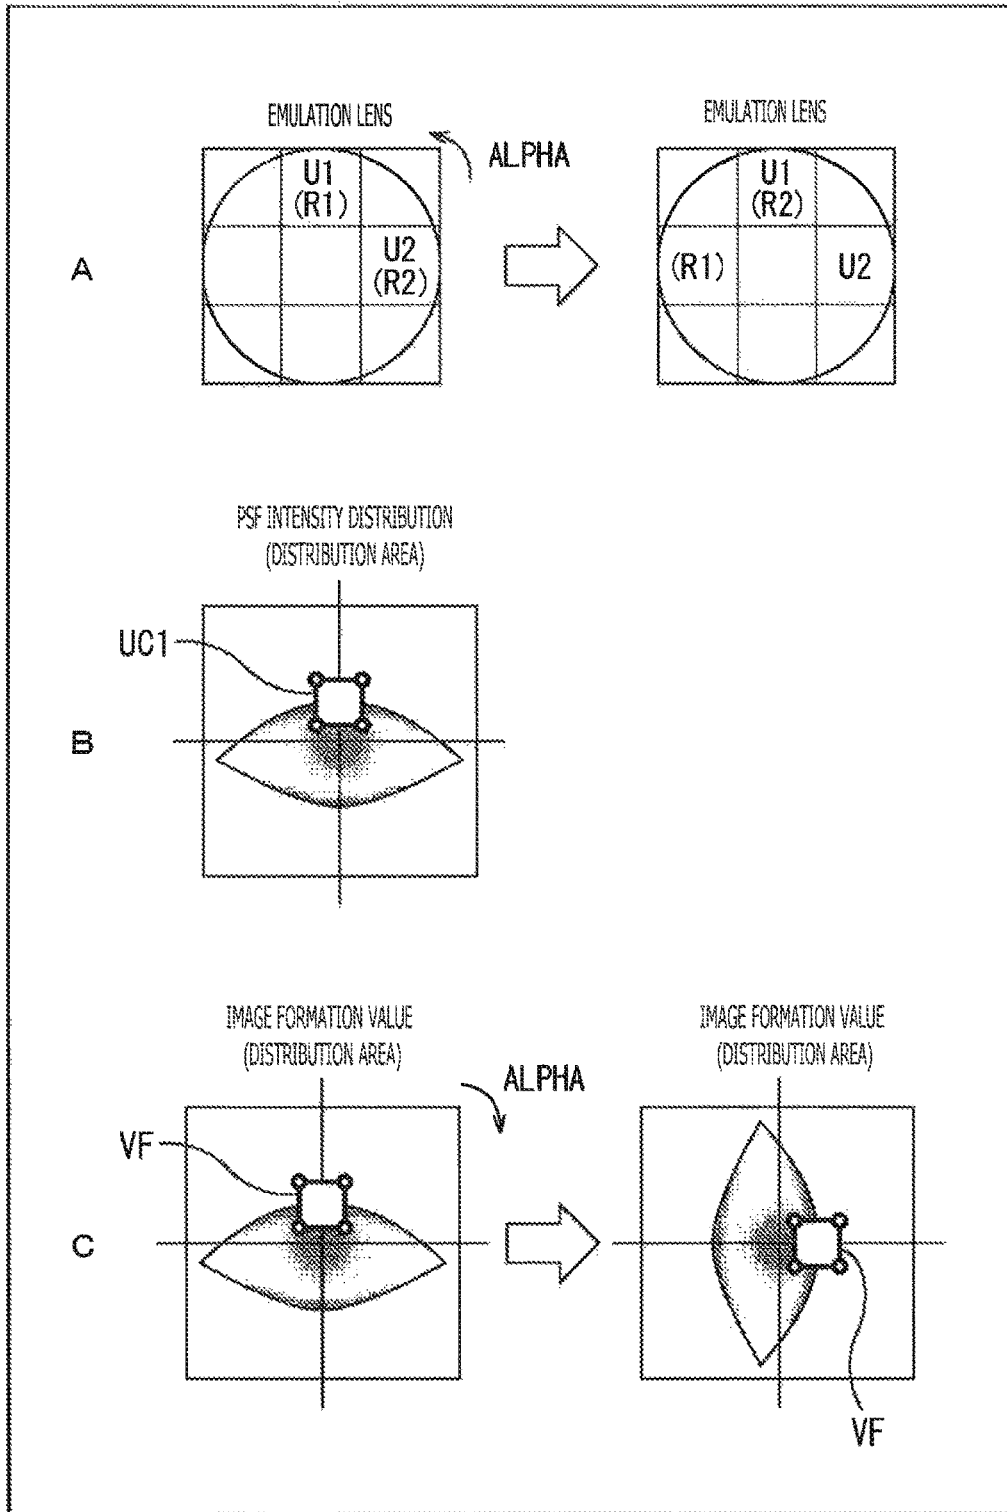 EMULATION LENS
ALPHA
EMULATION LENS
A
U1
(R1)
U2
(R2)
U1
(R2)
(R1)
U2
PSF INTENSITY DISTRIBUTION
(DISTRIBUTION AREA)
UC1
B
IMAGE FORMATION VALUE
(DISTRIBUTION AREA)
ALPHA
IMAGE FORMATION VALUE
(DISTRIBUTION AREA)
VF
C
VF